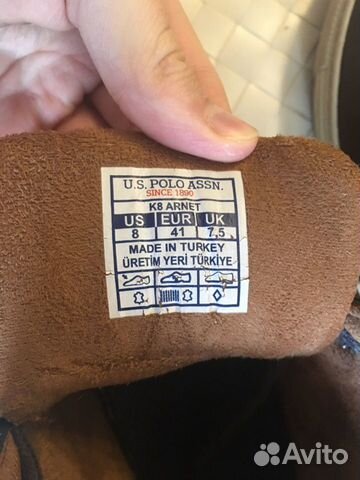 U.S. POLO ASSN.
SINCE 1890
K8 ARNET
US EUR UK
8 41 7,5
MADE IN TURKEY
ÜRETİM YERİ TÜRKİYE
Avito